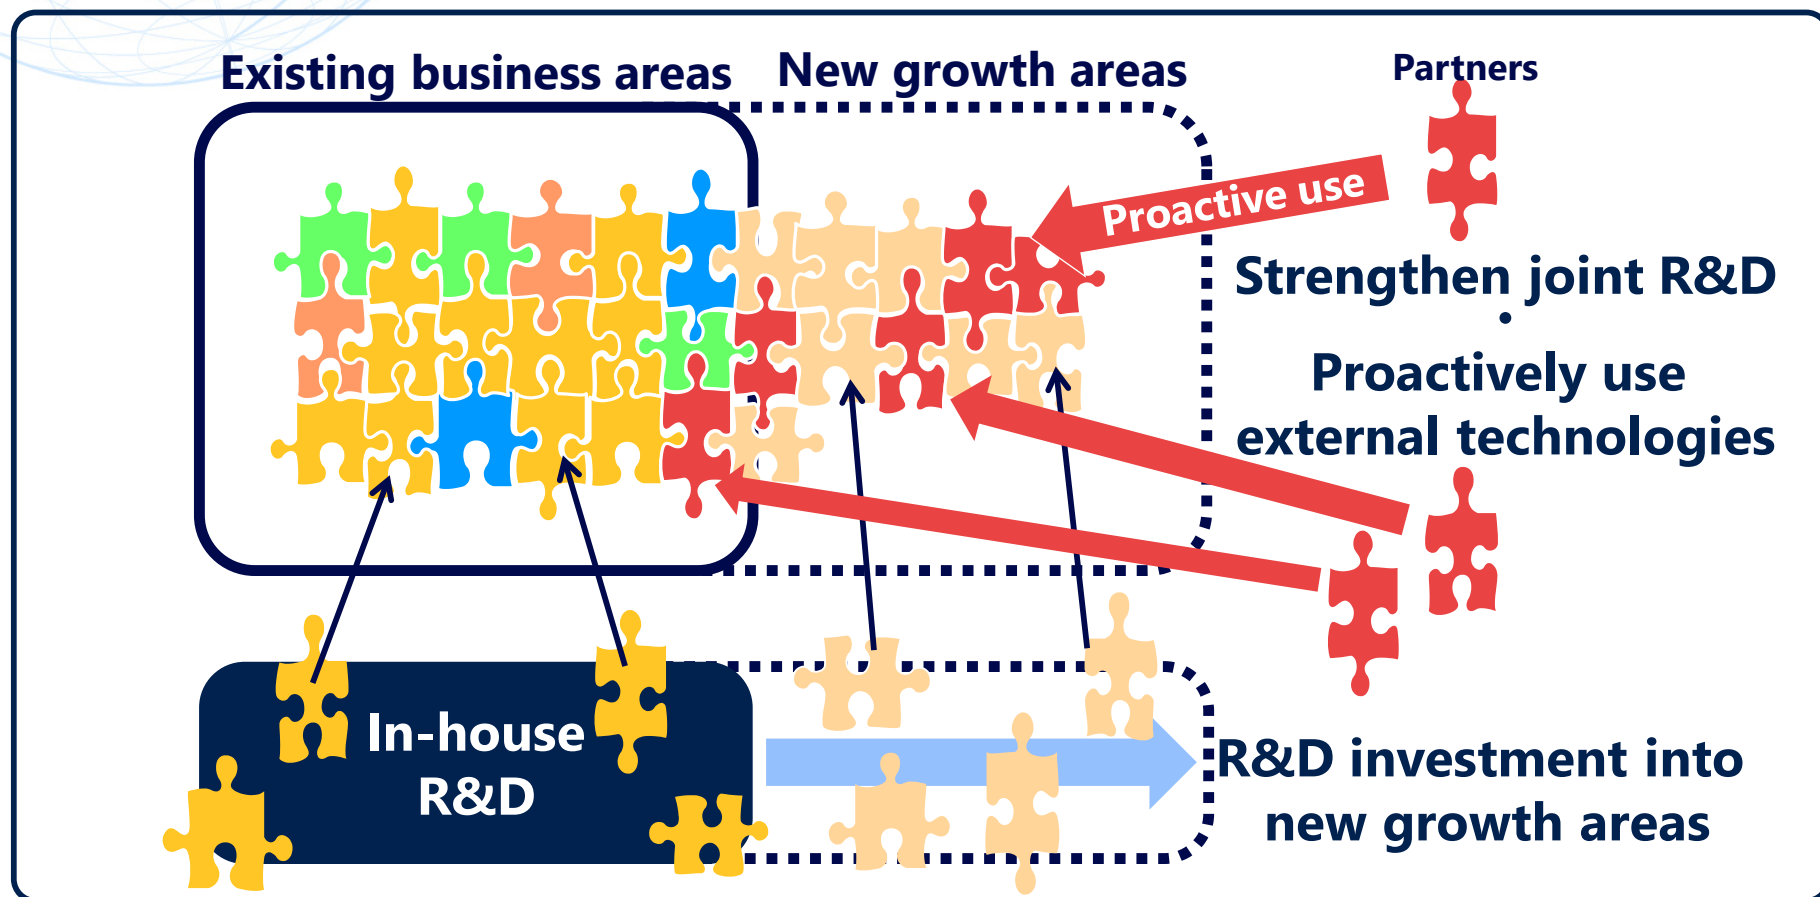 Existing business areas
New growth areas
Partners
Proactive use
Strengthen joint R&D
•
Proactively use
external technologies
In-house
R&D
R&D investment into
new growth areas